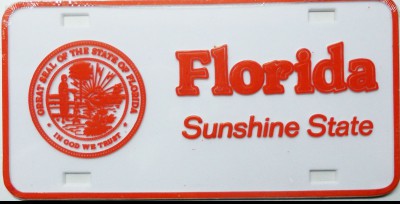 GREAT SEAL OF THE STATE OF FLORIDA
• IN GOD WE TRUST •
Florida
Sunshine State